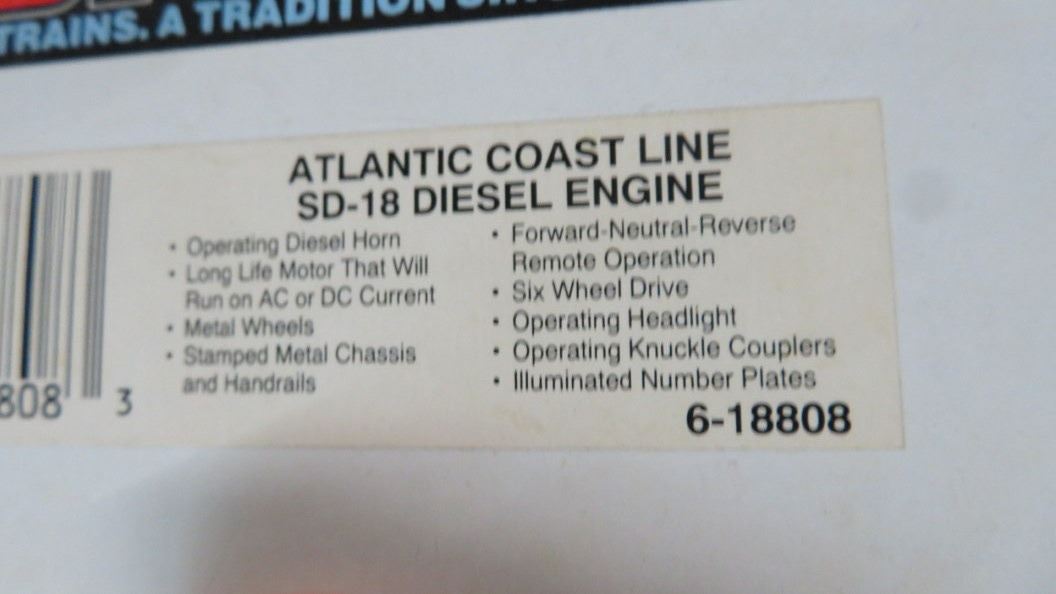 TRAINS. A TRADITION
ATLANTIC COAST LINE
SD-18 DIESEL ENGINE
• Operating Diesel Horn
• Long Life Motor That Will
Run on AC or DC Current
• Metal Wheels
• Stamped Metal Chassis
and Handrails
• Forward-Neutral-Reverse
Remote Operation
• Six Wheel Drive
• Operating Headlight
• Operating Knuckle Couplers
• Illuminated Number Plates
6-18808
808 3